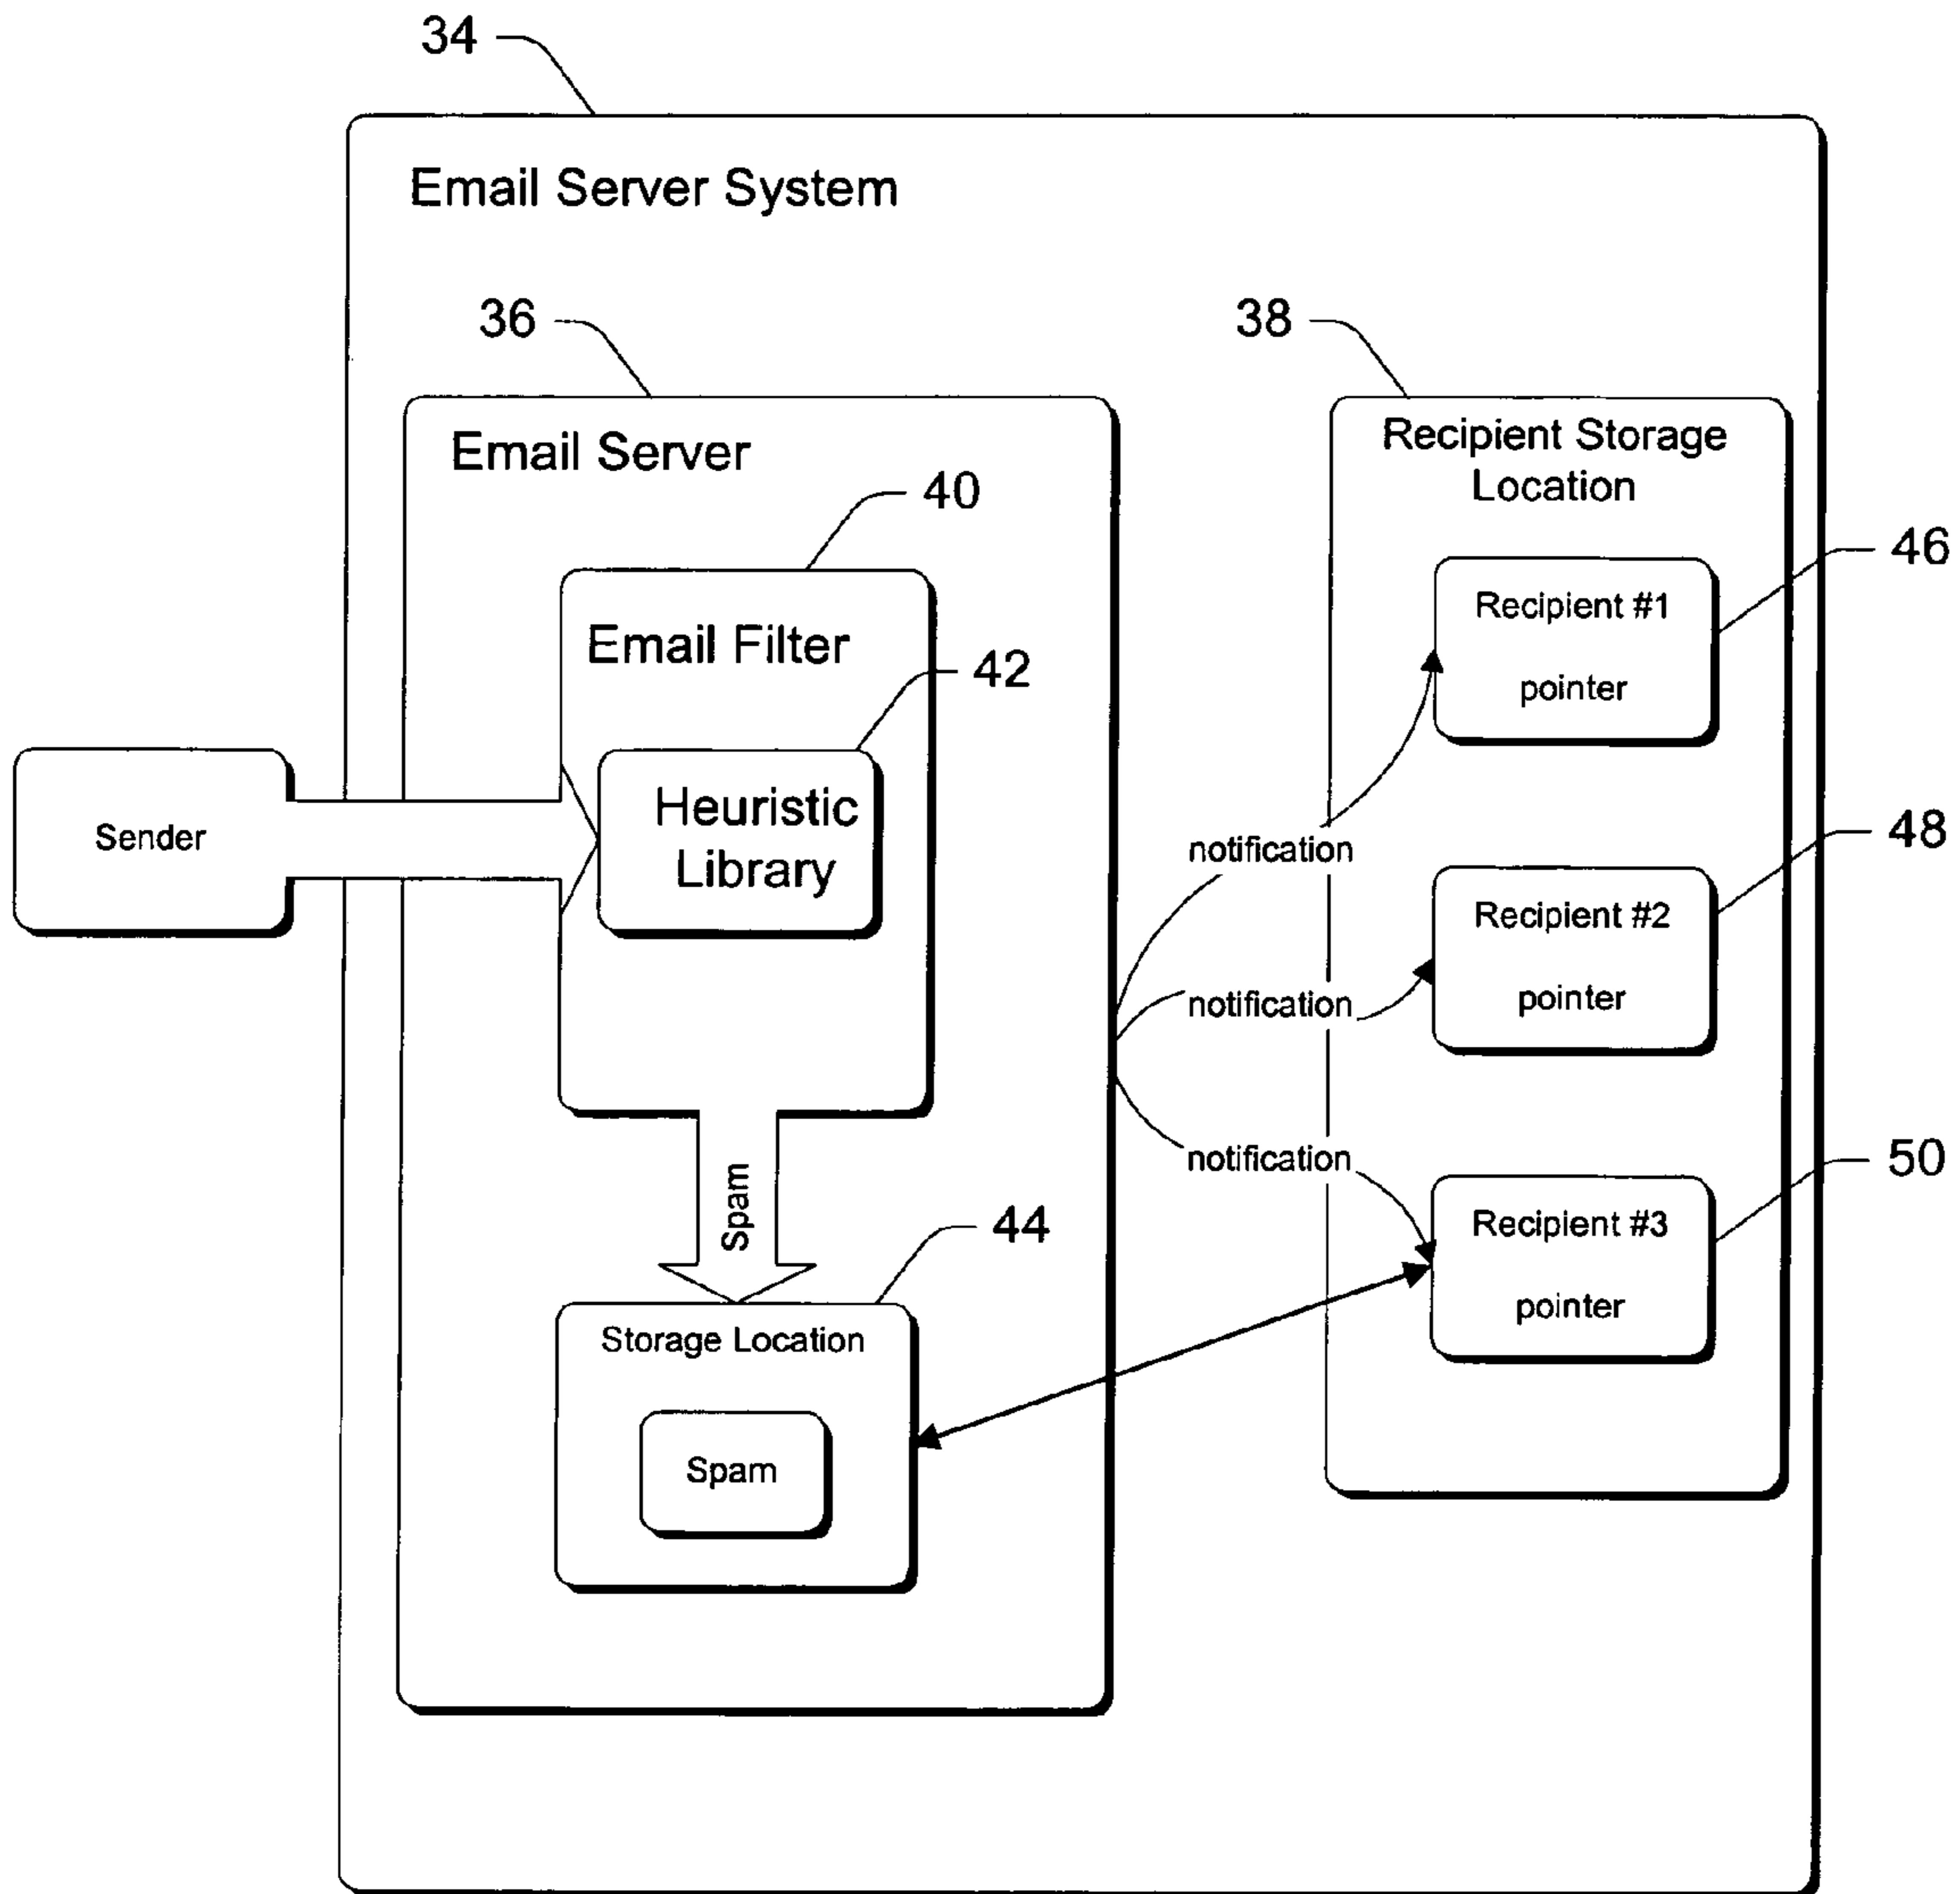 34
Email Server System
36
38
Email Server
Recipient Storage
Location
40
46
Recipient #1
pointer
Email Filter
42
Sender
Heuristic
Library
notification
48
Recipient #2
pointer
notification
notification
50
Recipient #3
pointer
Spam
44
Storage Location
Spam